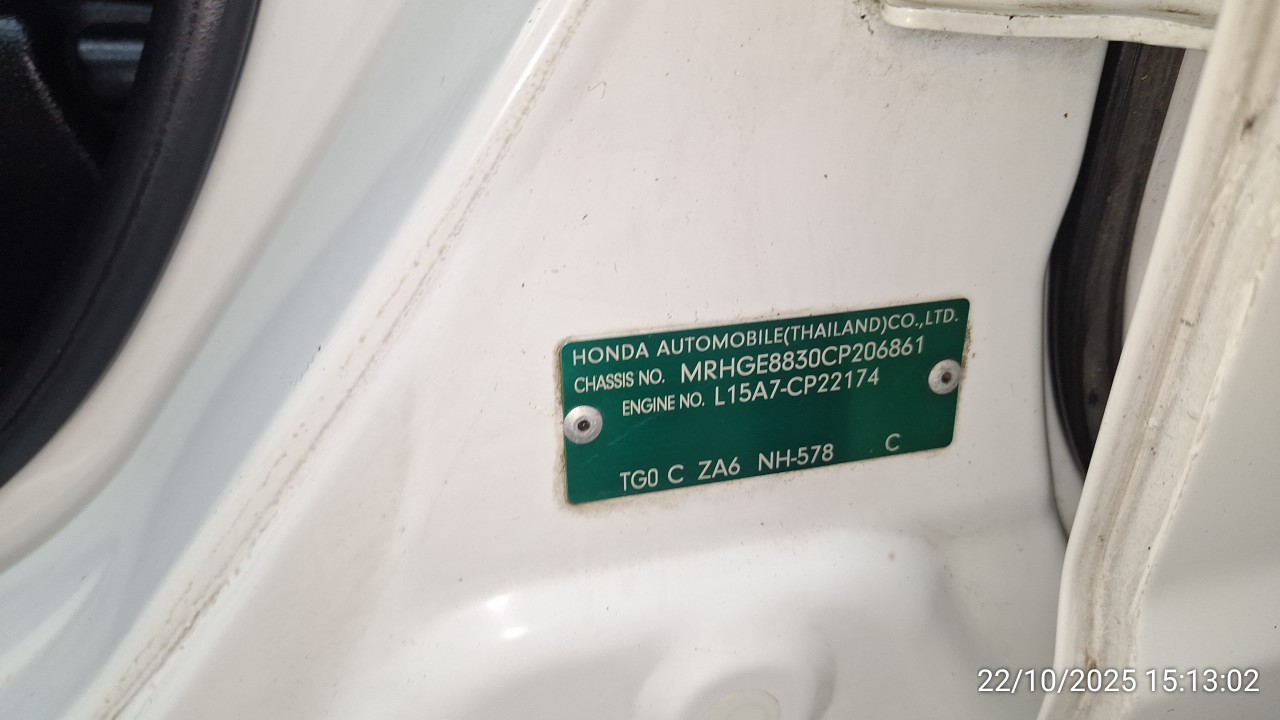 HONDA AUTOMOBILE(THAILAND)CO.,LTD.
CHASSIS NO. MRHGE8830CP206861
ENGINE NO. L15A7-CP22174
TG0 C ZA6 NH-578 C
22/10/2025 15:13:02